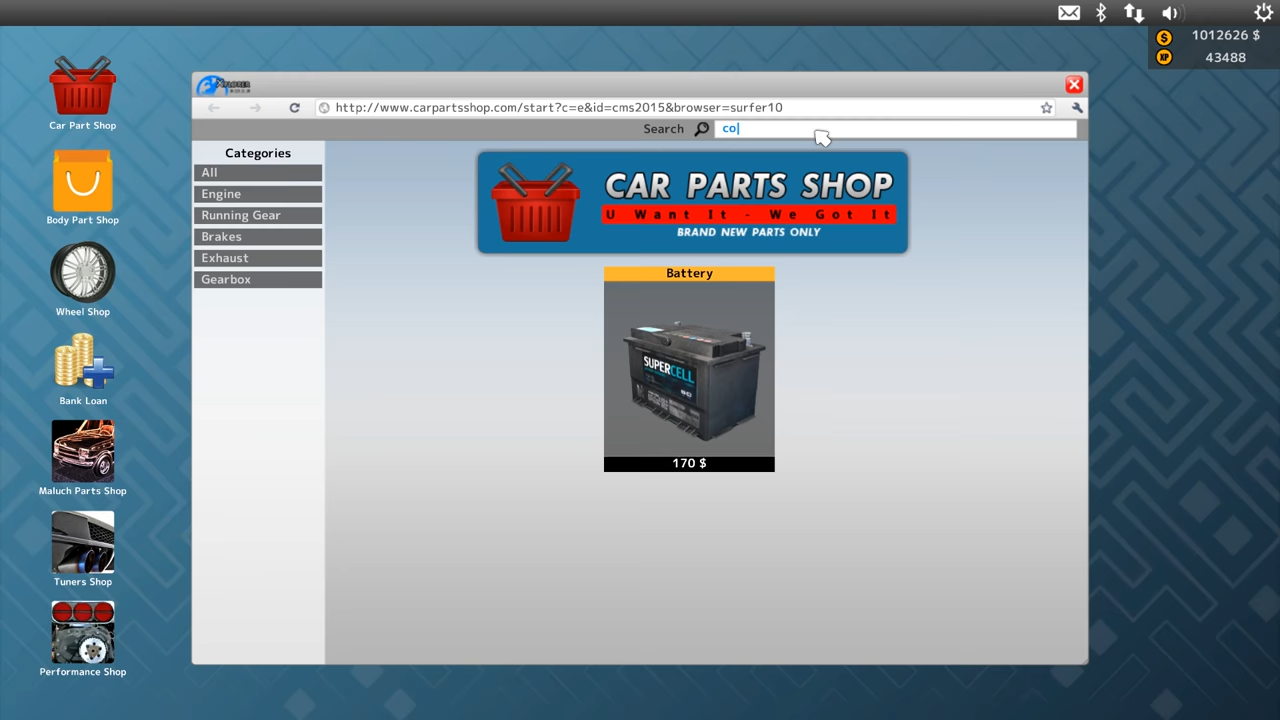 1012626 $
43488
Car Part Shop
Body Part Shop
Wheel Shop
Bank Loan
Maluch Parts Shop
Tuners Shop
Performance Shop
http://www.carpartsshop.com/start?c=e&id=cms2015&browser=surfer10
Search
co
Categories
All
Engine
Running Gear
Brakes
Exhaust
Gearbox
CAR PARTS SHOP
U Want It - We Got It
BRAND NEW PARTS ONLY
Battery
SUPERCELL
170 $